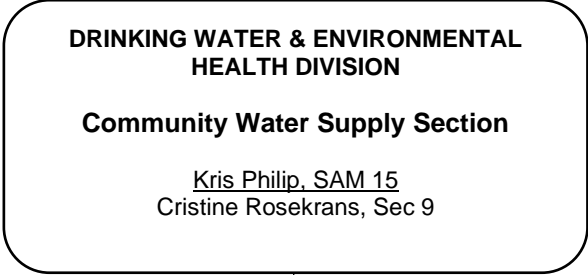 DRINKING WATER & ENVIRONMENTAL
HEALTH DIVISION
Community Water Supply Section
Kris Philip, SAM 15
Cristine Rosekrans, Sec 9